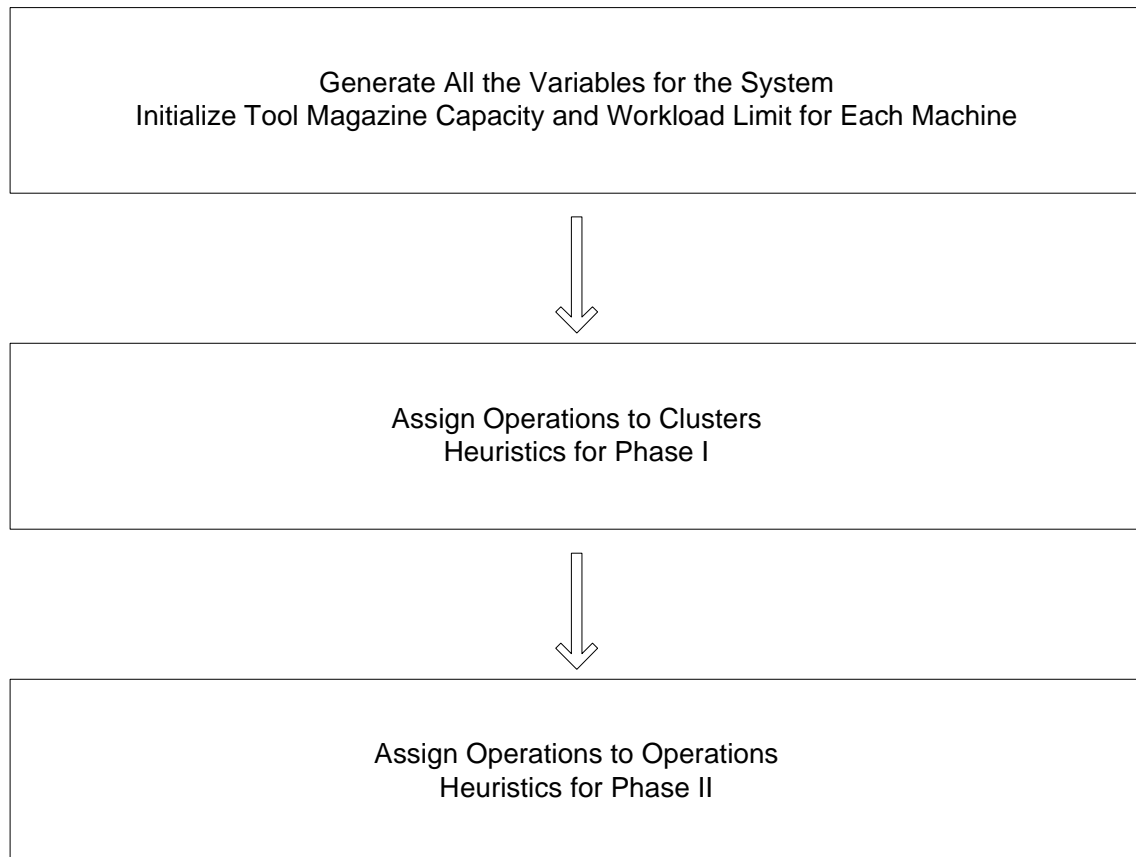 Generate All the Variables for the System
Initialize Tool Magazine Capacity and Workload Limit for Each Machine
Assign Operations to Clusters
Heuristics for Phase I
Assign Operations to Operations
Heuristics for Phase II